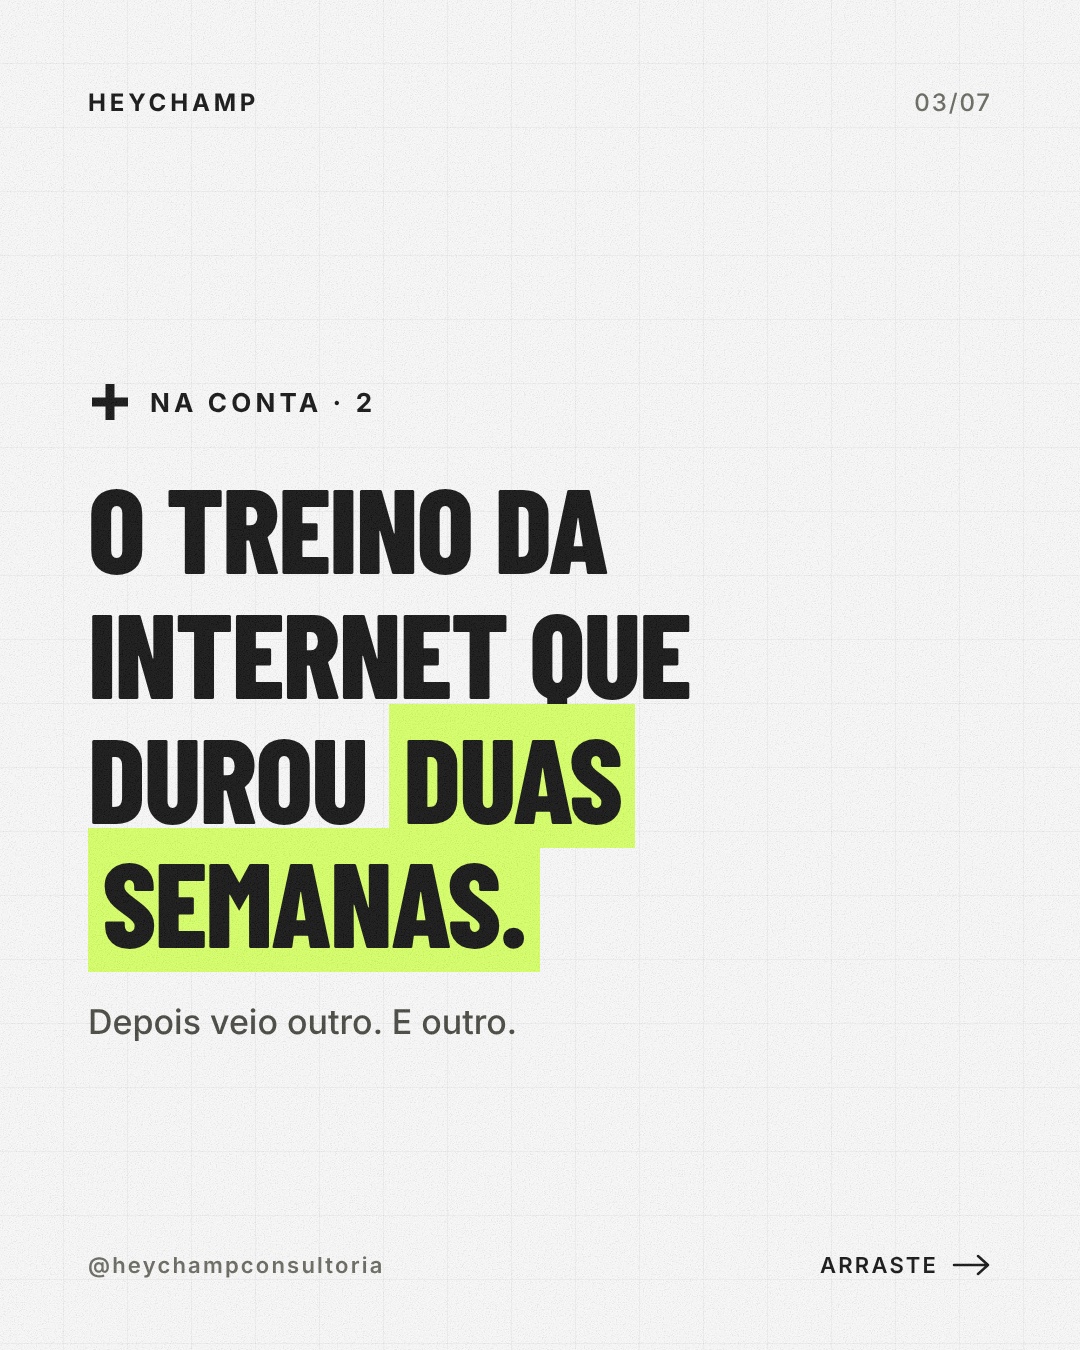 HEYCHAMP
03/07
+ NA CONTA · 2
O TREINO DA
INTERNET QUE
DUROU DUAS
SEMANAS.
Depois veio outro. E outro.
@heychampconsultoria
ARRASTE →